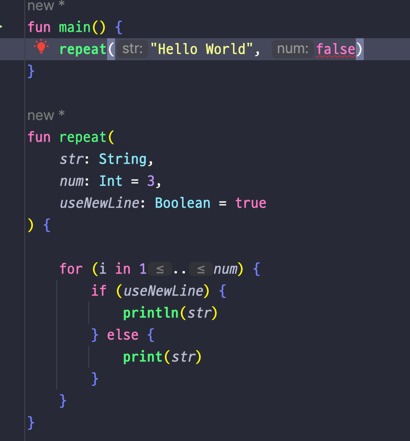 new *
fun main() {
repeat( str: "Hello World", num: false)
}
new *
fun repeat(
str: String,
num: Int = 3,
useNewLine: Boolean = true
) {
for (i in 1 ≤ .. ≤ num) {
if (useNewLine) {
println(str)
} else {
print(str)
}
}
}